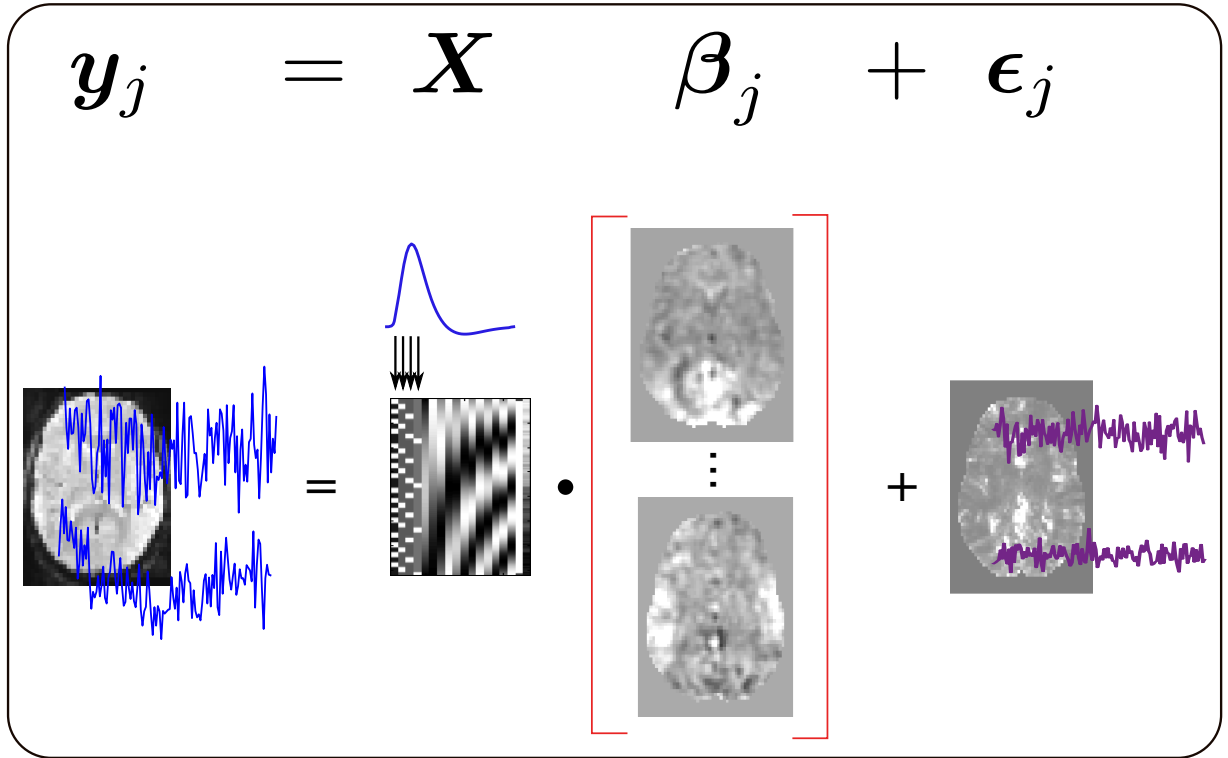 y_j = X β_j + ϵ_j
= • ⋮ +